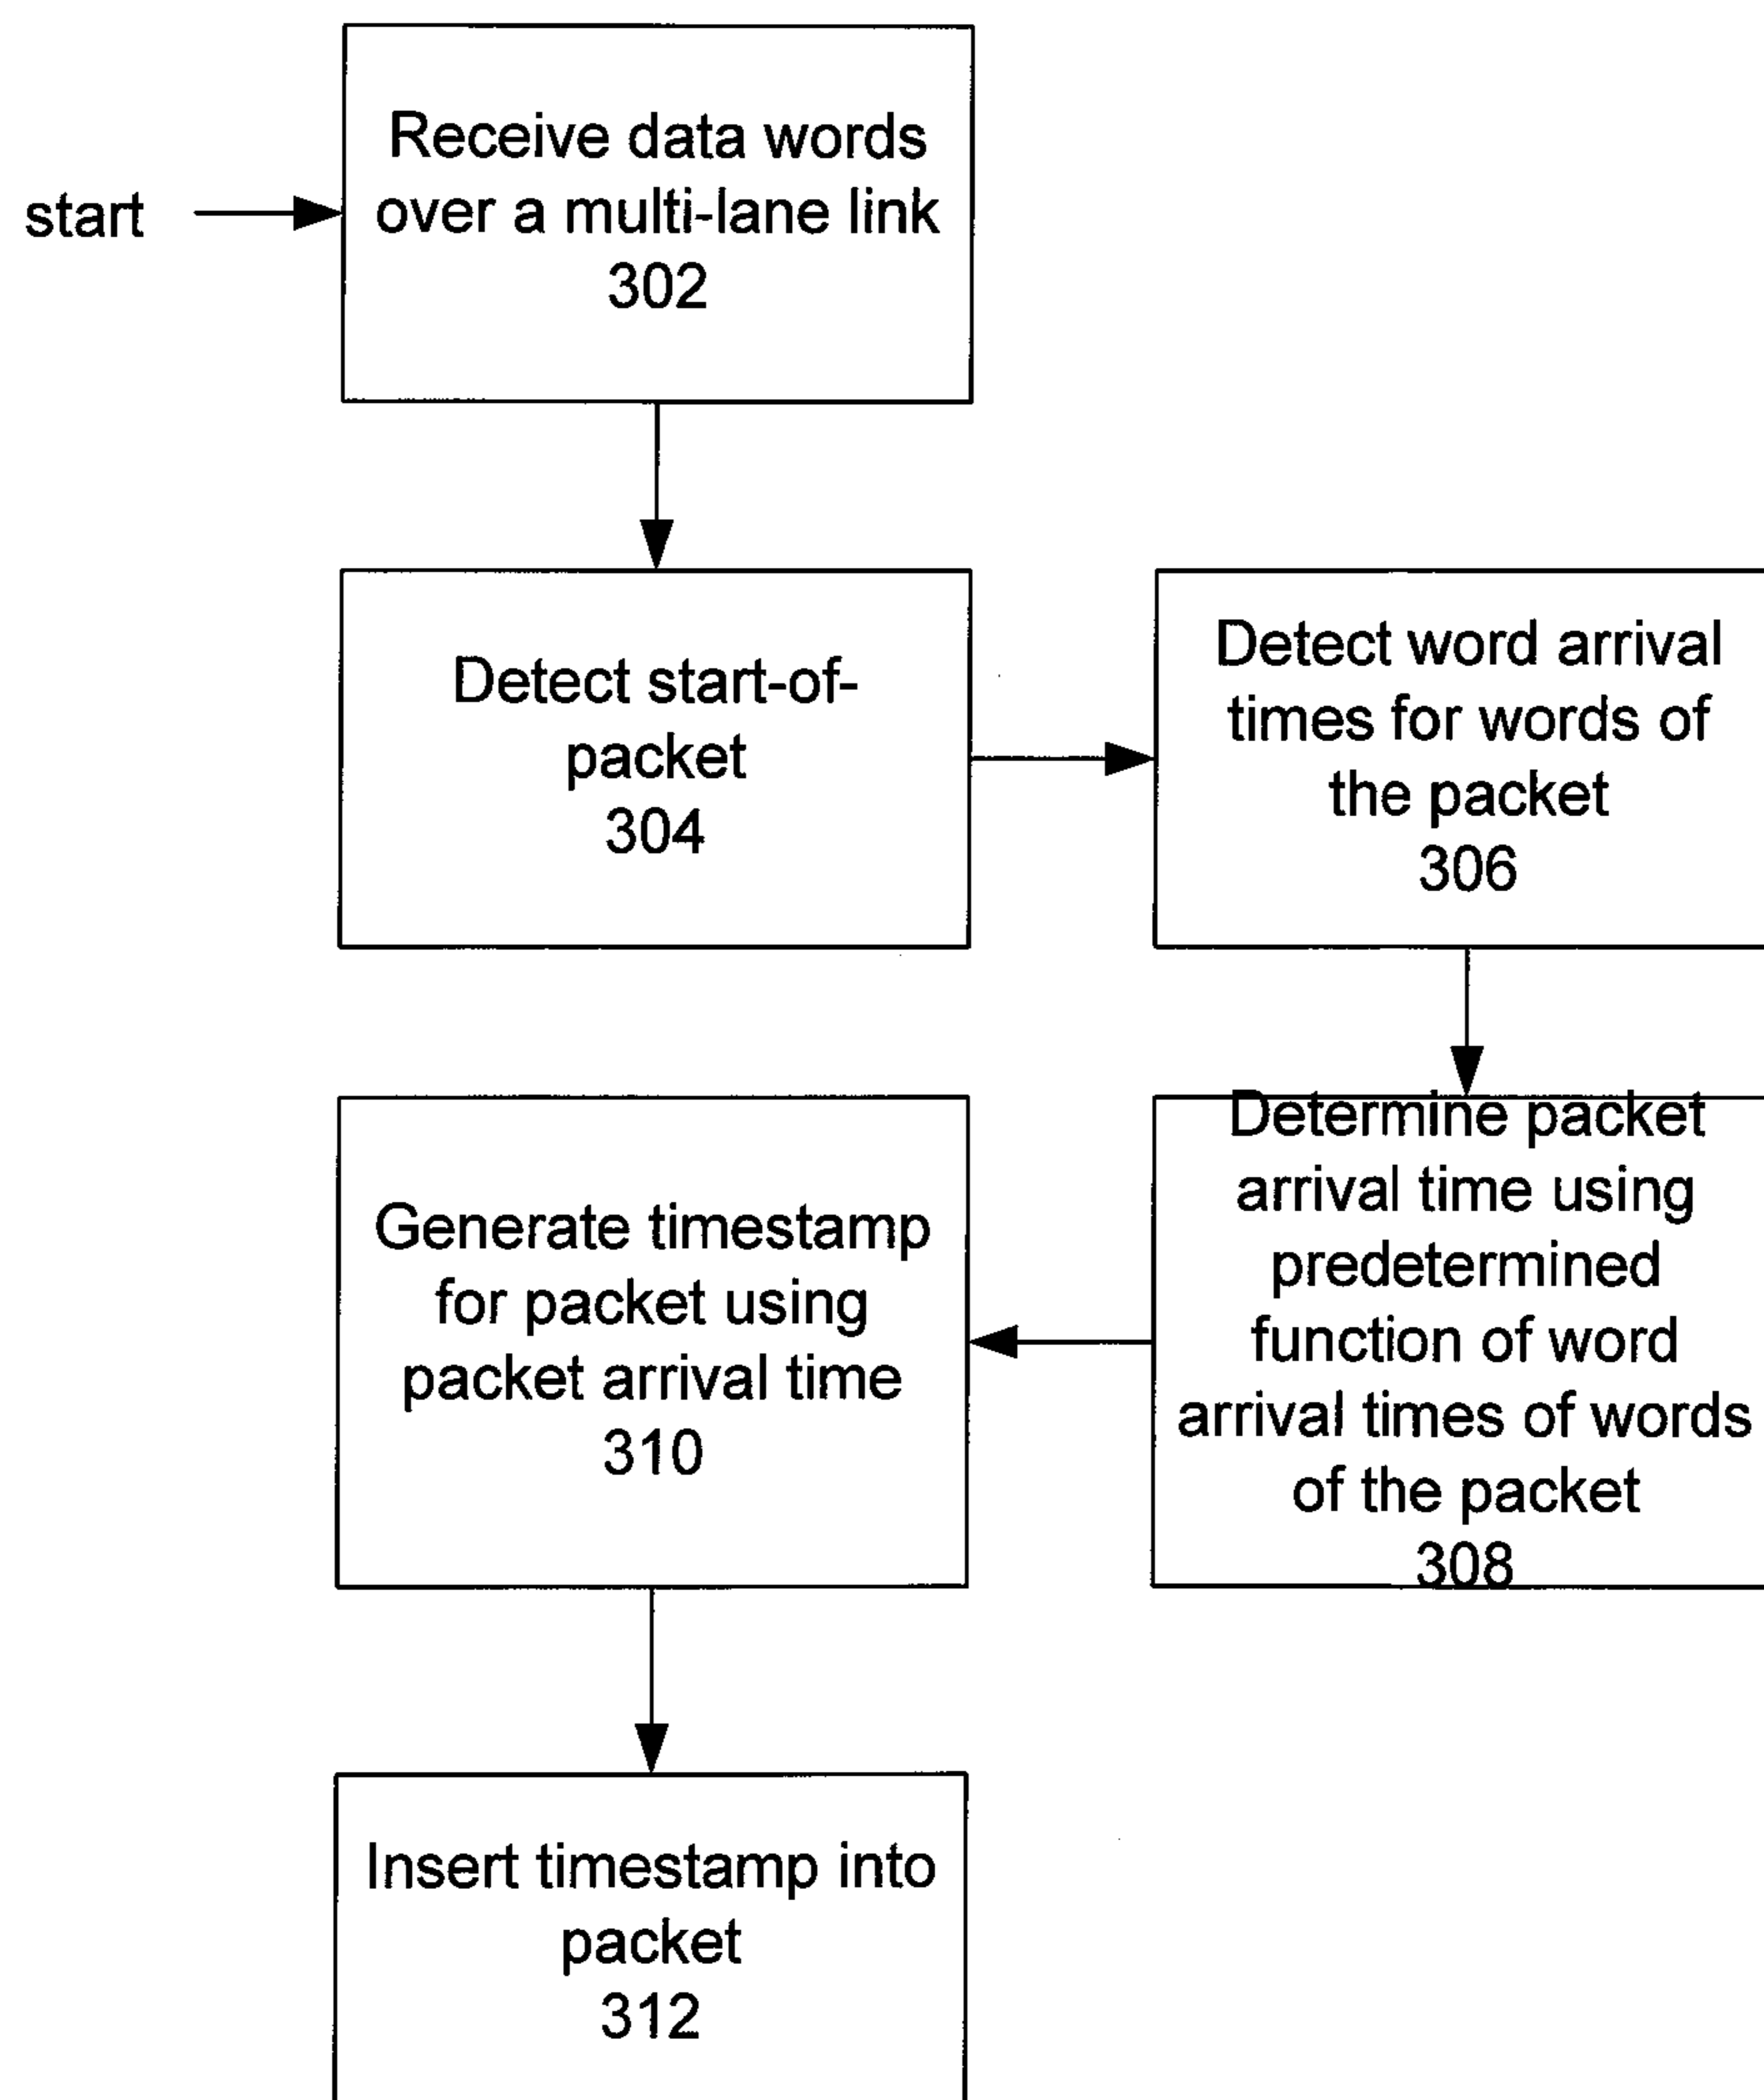 start
Receive data words
over a multi-lane link
302
Detect start-of-
packet
304
Detect word arrival
times for words of
the packet
306
Determine packet
arrival time using
predetermined
function of word
arrival times of words
of the packet
308
Generate timestamp
for packet using
packet arrival time
310
Insert timestamp into
packet
312